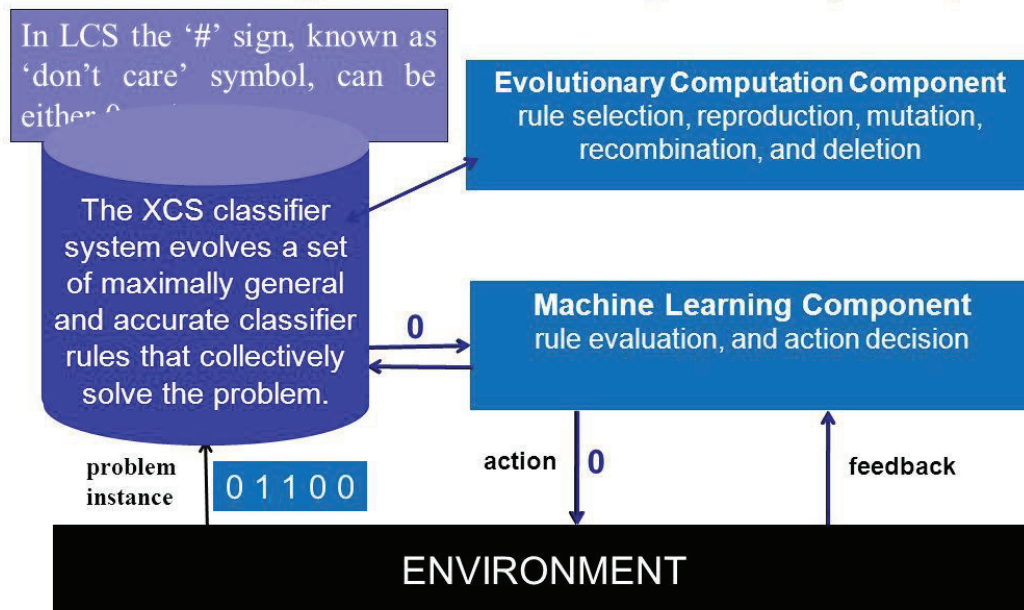 In LCS the ‘#’ sign, known as
‘don’t care’ symbol, can be
either 0
Evolutionary Computation Component
rule selection, reproduction, mutation,
recombination, and deletion
The XCS classifier
system evolves a set
of maximally general
and accurate classifier
rules that collectively
solve the problem.
0
Machine Learning Component
rule evaluation, and action decision
problem
instance
0 1 1 0 0
action
0
feedback
ENVIRONMENT